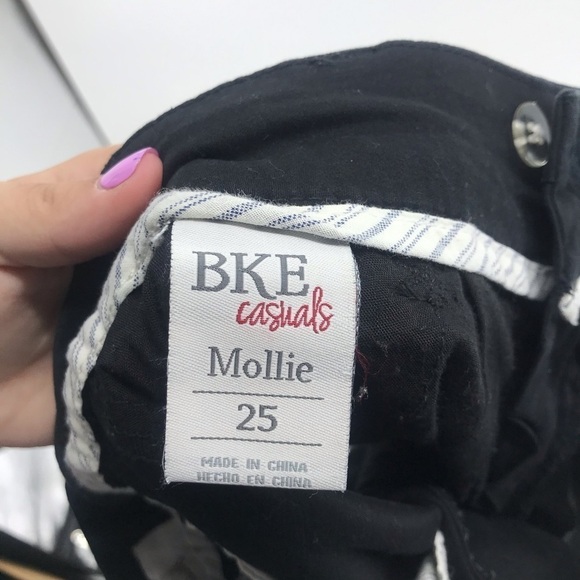 BKE
casuals
Mollie
25
MADE IN CHINA
HECHO EN CHINA